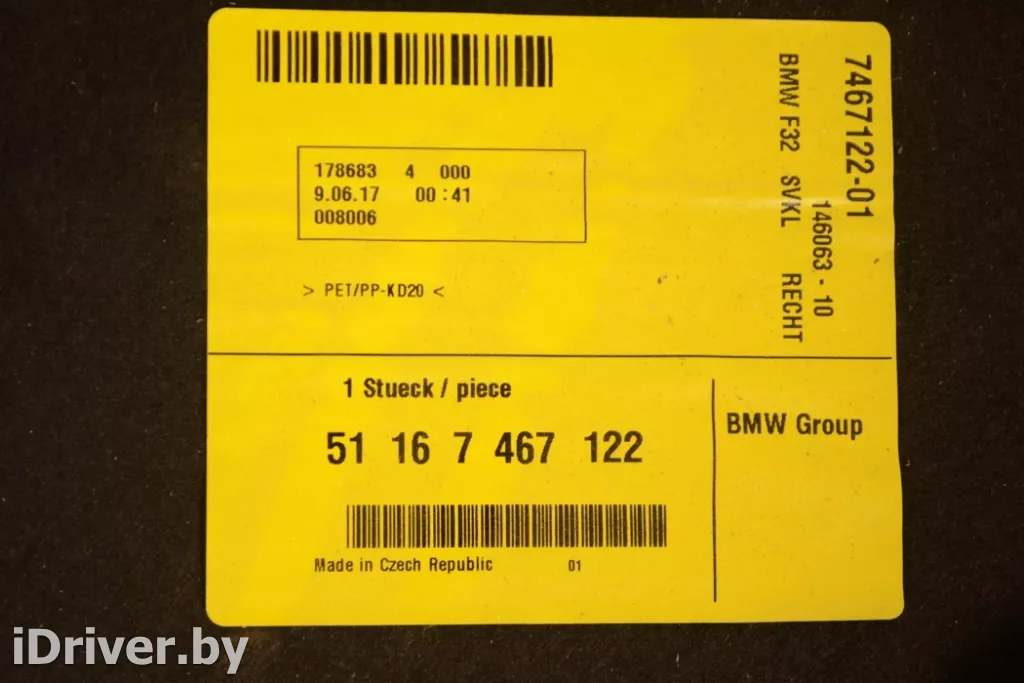 178683 4 000
9.06.17 00:41
008006
> PET/PP-KD20 <
7467122-01
146063 - 10
BMW F32 SVKL RECHT
1 Stueck / piece
51 16 7 467 122
BMW Group
Made in Czech Republic 01
iDriver.by